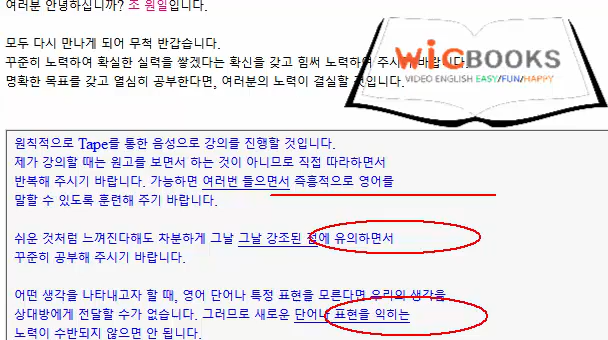 여러분 안녕하십니까? 조 원일입니다.
모두 다시 만나게 되어 무척 반갑습니다.
꾸준히 노력하여 확실한 실력을 쌓겠다는 확신을 갖고 힘써 노력하여 주시기 바랍니다.
명확한 목표를 갖고 열심히 공부한다면, 여러분의 노력이 결실할 것입니다.
WiCBOOKS
VIDEO ENGLISH EASY/FUN/HAPPY
원칙적으로 Tape를 통한 음성으로 강의를 진행할 것입니다.
제가 강의할 때는 원고를 보면서 하는 것이 아니므로 직접 따라하면서
반복해 주시기 바랍니다. 가능하면 여러번 들으면서 즉흥적으로 영어를
말할 수 있도록 훈련해 주기 바랍니다.
쉬운 것처럼 느껴진다해도 차분하게 그날 그날 강조된 점에 유의하면서
꾸준히 공부해 주시기 바랍니다.
어떤 생각을 나타내고자 할 때, 영어 단어나 특정 표현을 모른다면 우리의 생각을
상대방에게 전달할 수가 없습니다. 그러므로 새로운 단어나 표현을 익히는
노력이 수반되지 않으면 안 됩니다.